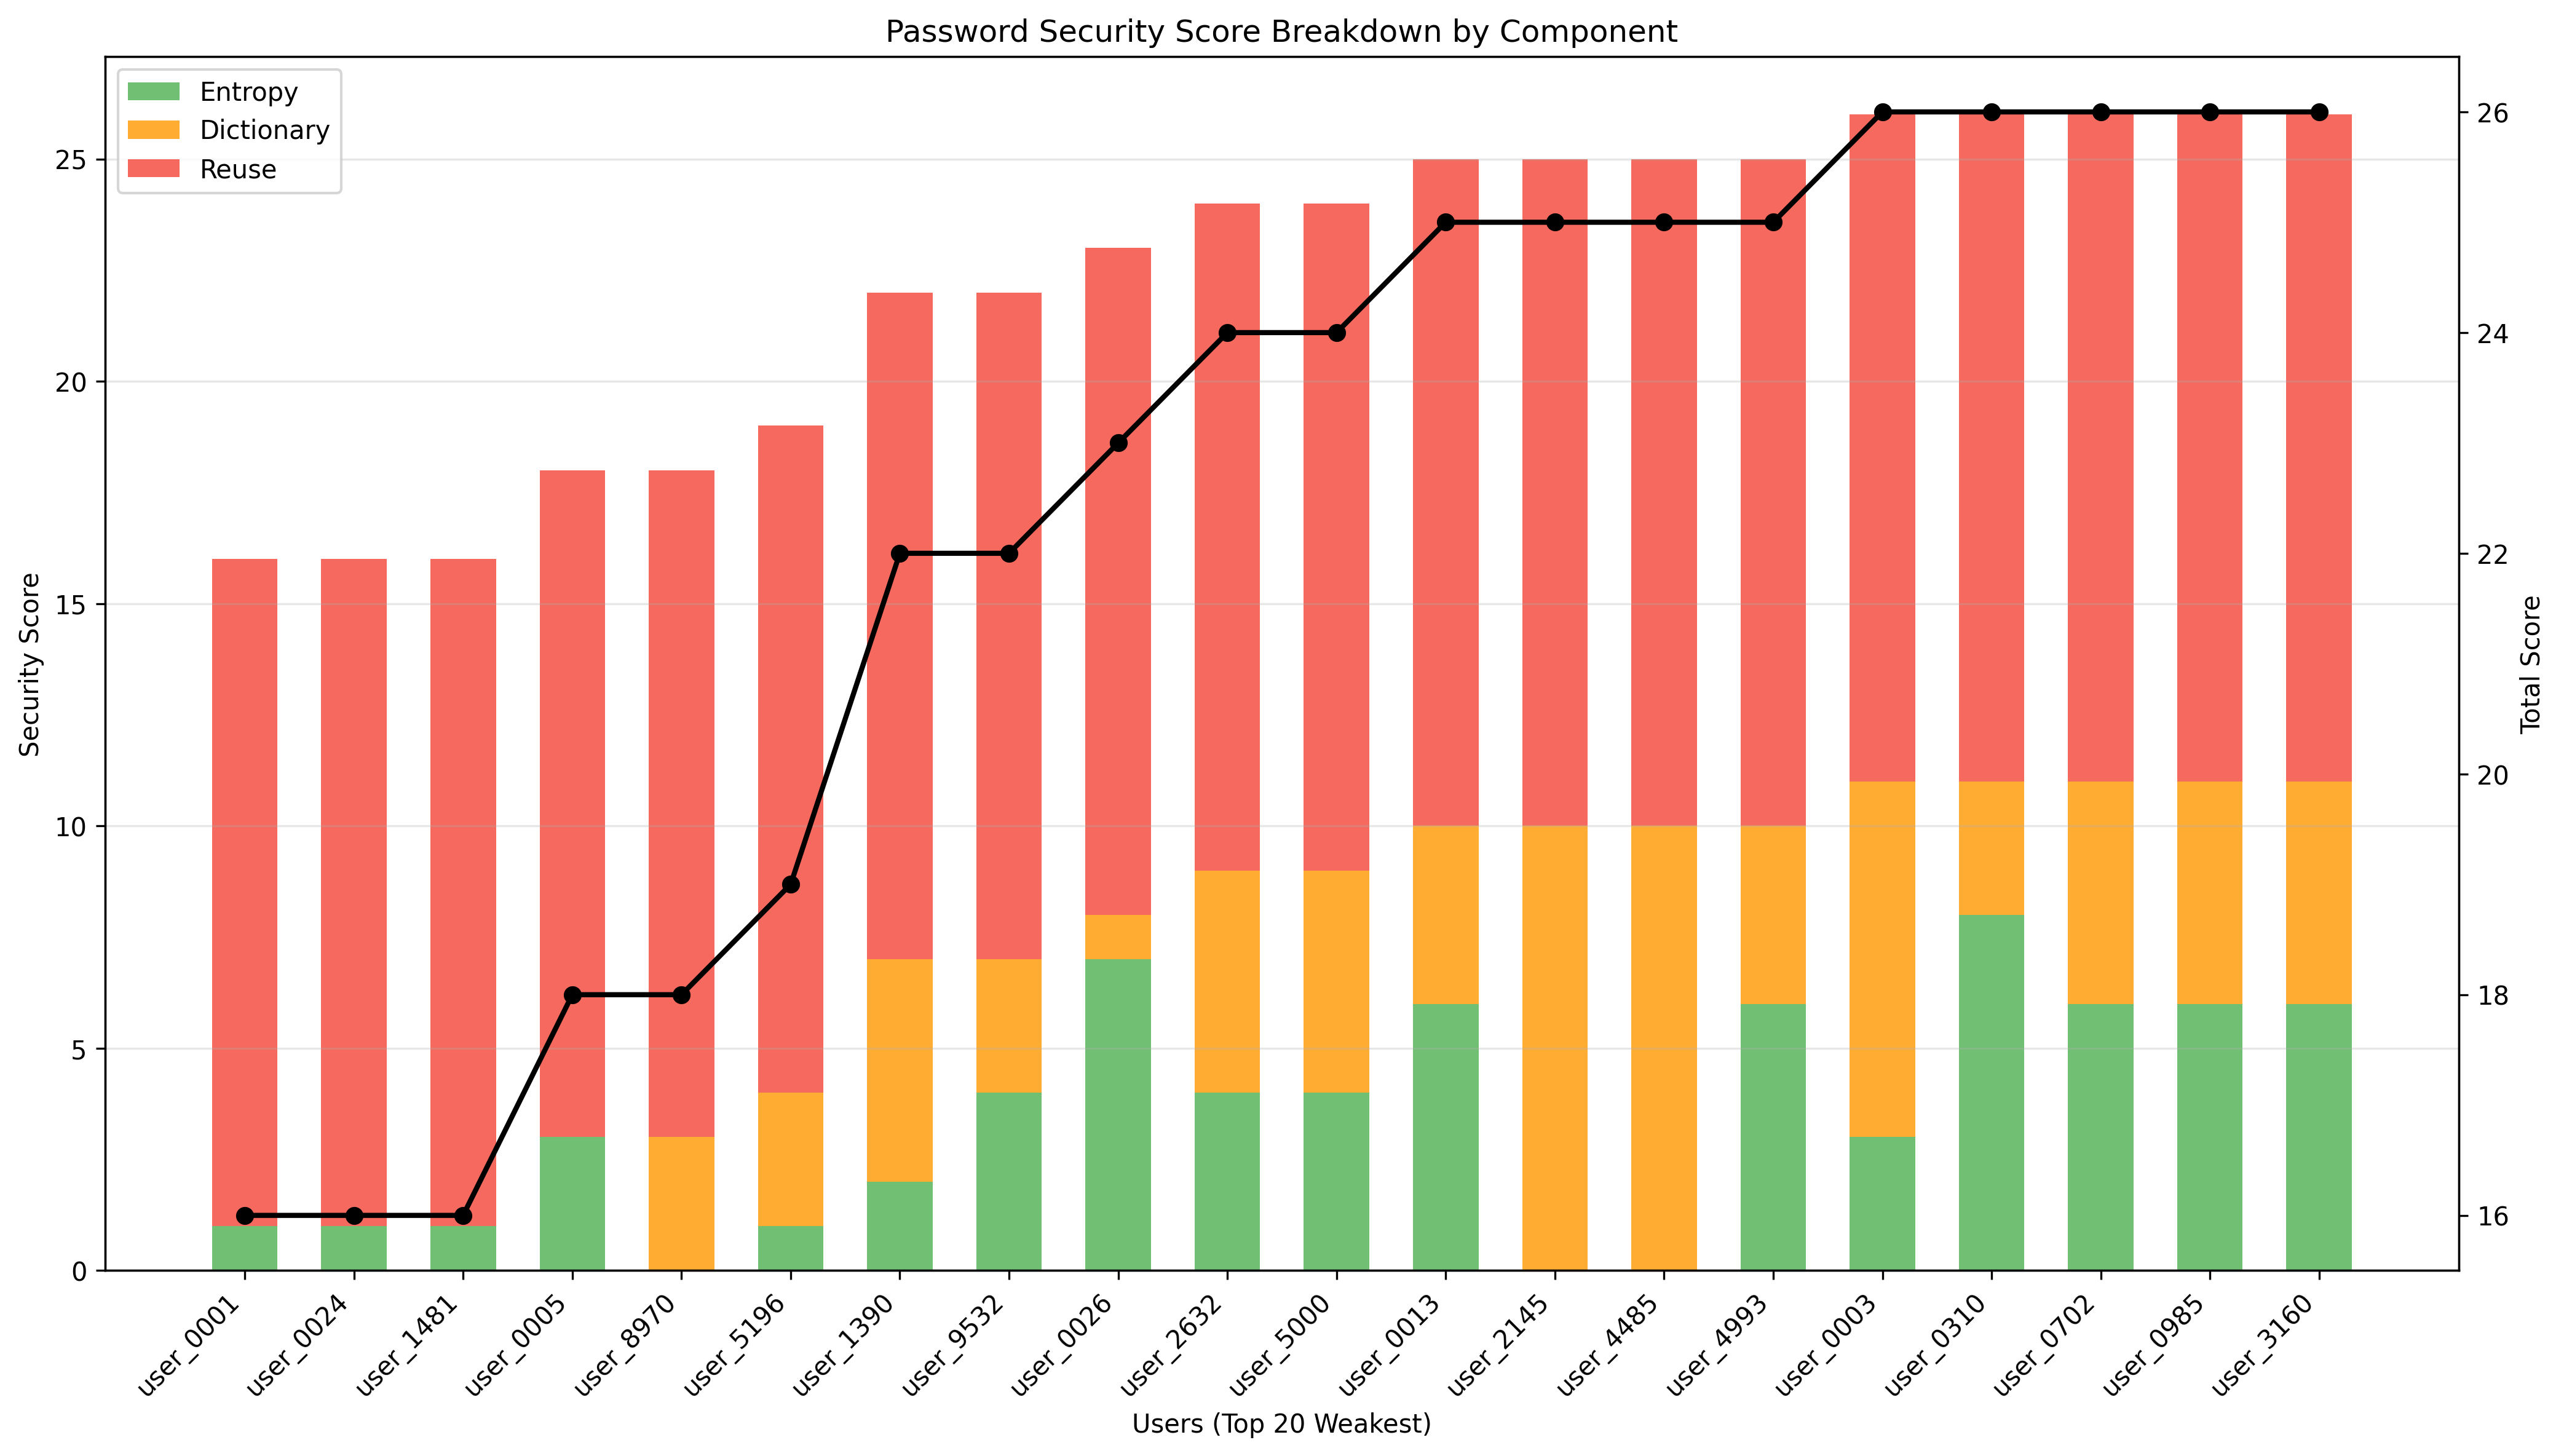 Password Security Score Breakdown by Component
Entropy
Dictionary
Reuse
Security Score
25
20
15
10
5
0
26
24
22
20
18
16
Total Score
user_0001
user_0024
user_1481
user_0005
user_8970
user_5196
user_1390
user_9532
user_0026
user_2632
user_5000
user_0013
user_2145
user_4485
user_4993
user_0003
user_0310
user_0702
user_0985
user_3160
Users (Top 20 Weakest)